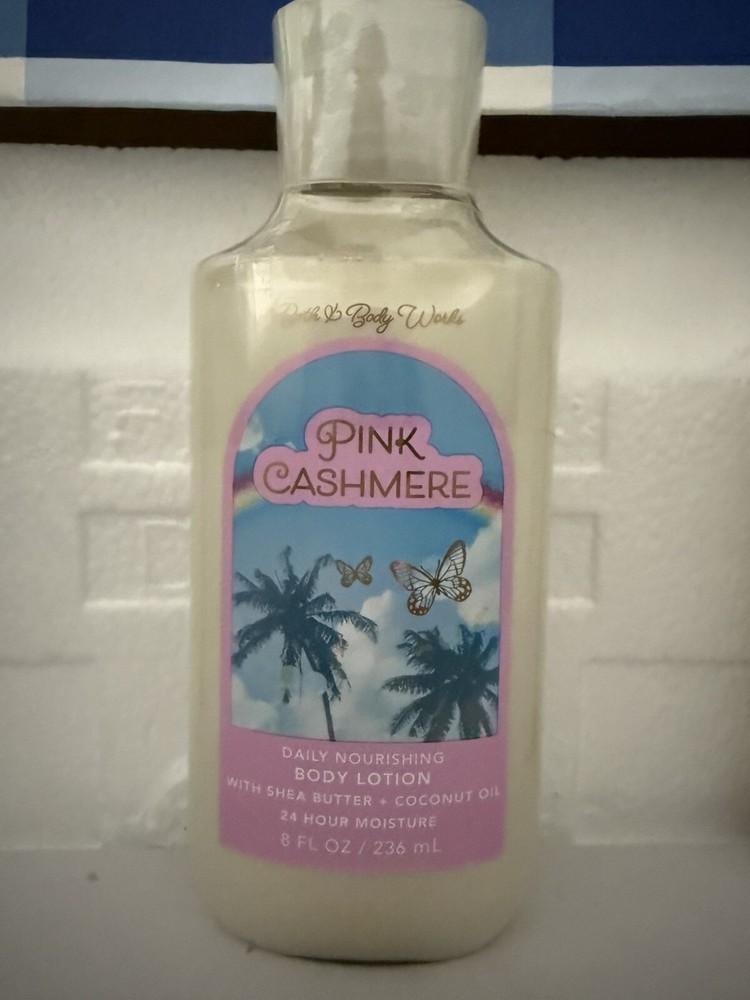 Bath & Body Works
PINK
CASHMERE
DAILY NOURISHING
BODY LOTION
WITH SHEA BUTTER + COCONUT OIL
24 HOUR MOISTURE
8 FL OZ / 236 mL